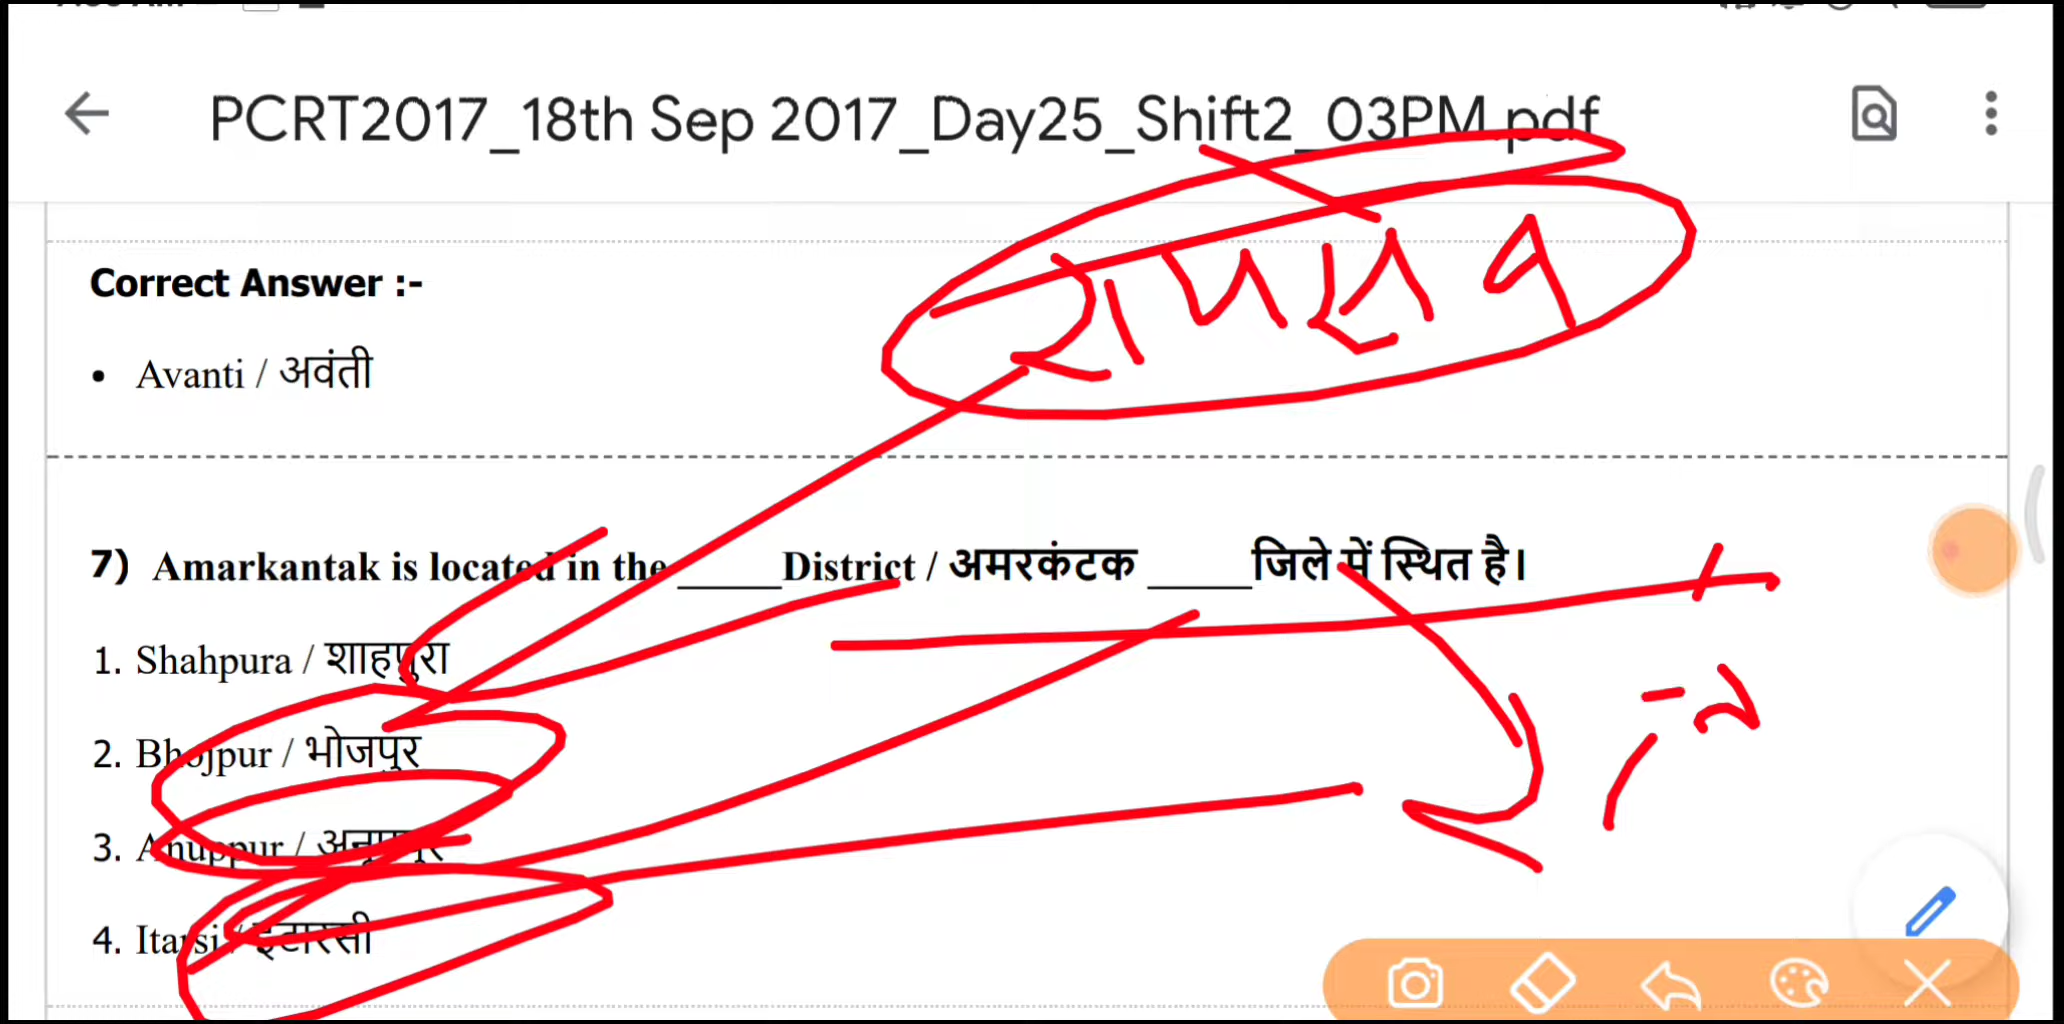 PCRT2017_18th Sep 2017_Day25_Shift2_03PM.pdf
Correct Answer :-
• Avanti / अवंती
7) Amarkantak is located in the _____District / अमरकंटक _____जिले में स्थित है।
1. Shahpura / शाहपुरा
2. Bhojpur / भोजपुर
3. Anuppur / अनूपपुर
4. Itarsi / इटारसी